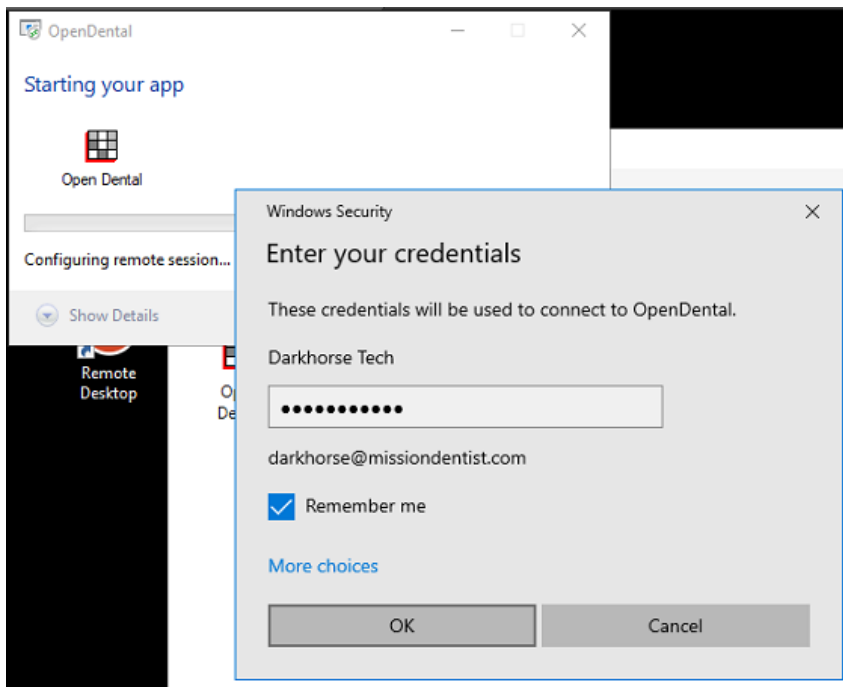 OpenDental
Starting your app
Open Dental
Configuring remote session...
Show Details
Remote
Desktop
Windows Security
Enter your credentials
These credentials will be used to connect to OpenDental.
Darkhorse Tech
●●●●●●●●●●●
darkhorse@missiondentist.com
Remember me
More choices
OK
Cancel